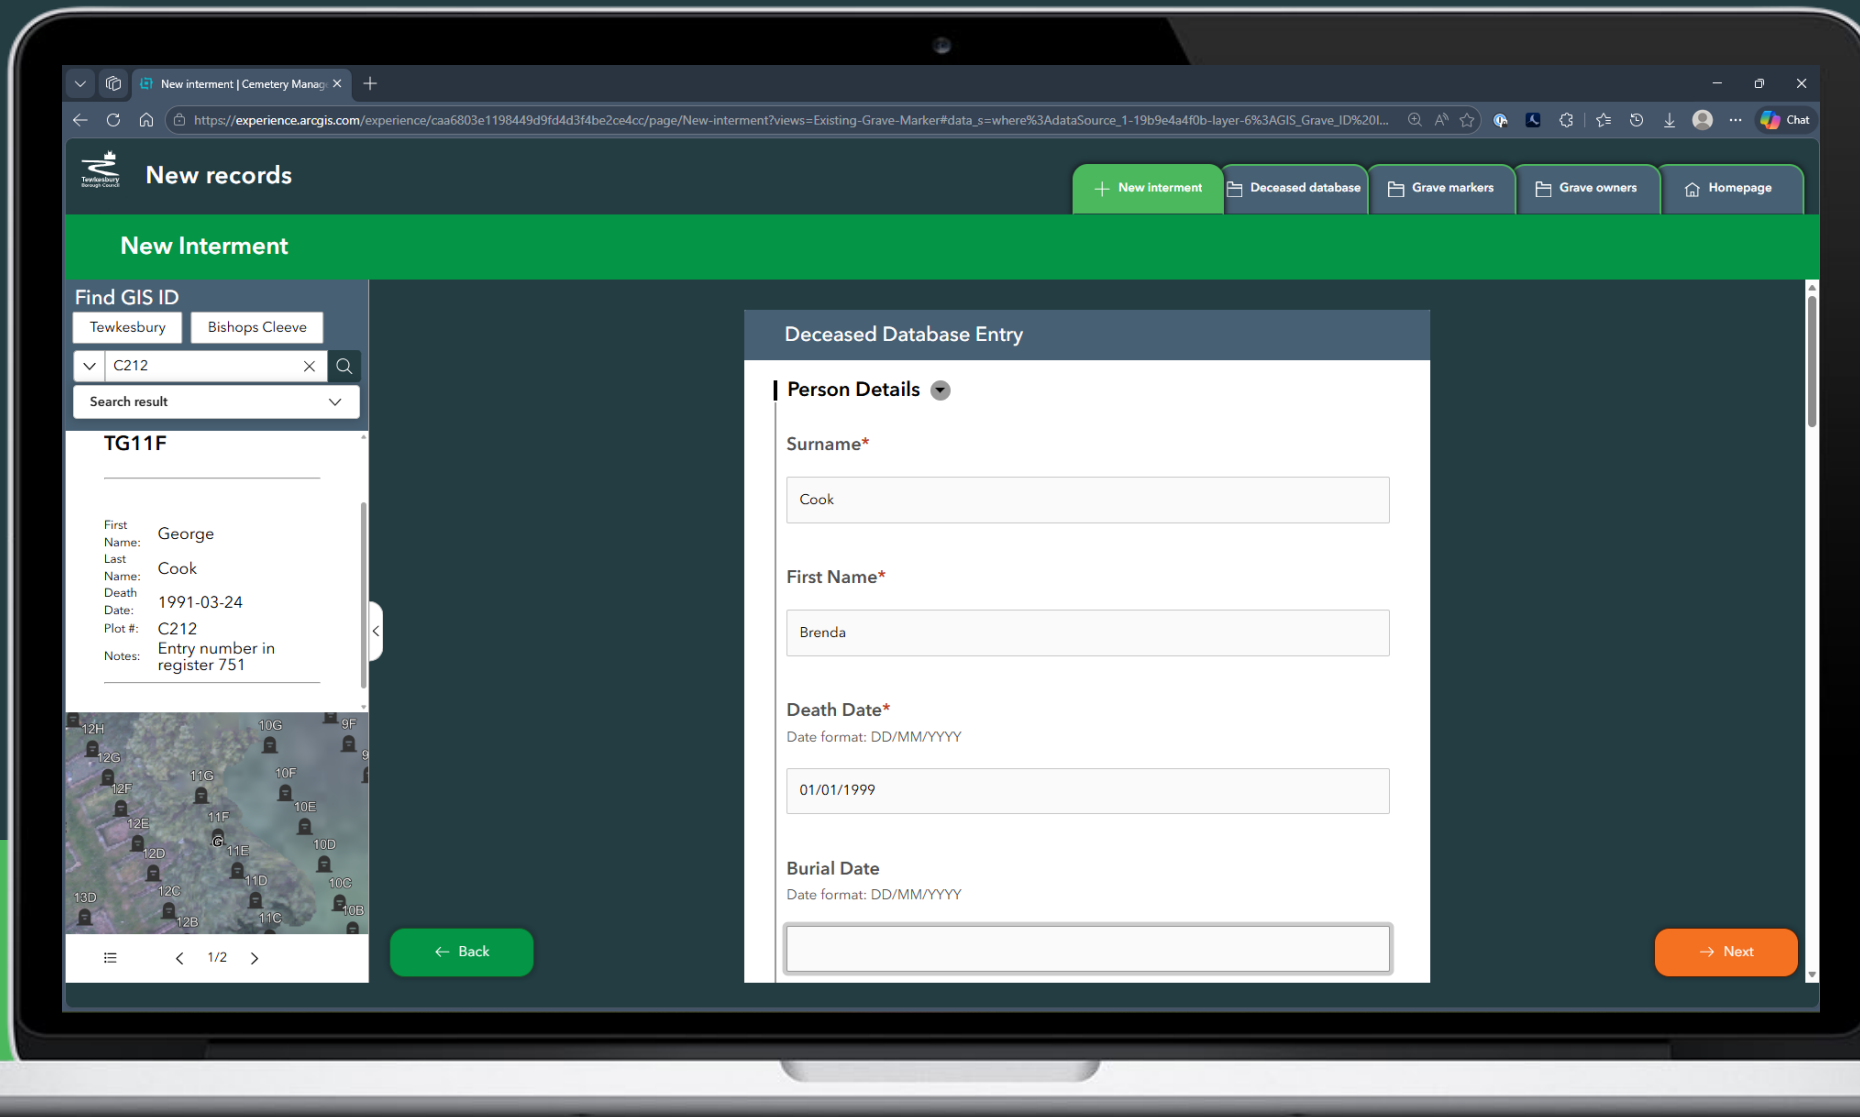 New interment | Cemetery Manag
https://experience.arcgis.com/experience/caa6803e1198449d9fd4d3f4be2ce4cc/page/New-interment?views=Existing-Grave-Marker#data_s=where%3AdataSource_1-19b9e4a4f0b-layer-6%3AGIS_Grave_ID%20I...
Chat
Tewkesbury
Borough Council
New records
New interment
Deceased database
Grave markers
Grave owners
Homepage
New Interment
Find GIS ID
Tewkesbury
Bishops Cleeve
C212
Search result
TG11F
First Name: George
Last Name: Cook
Death Date: 1991-03-24
Plot #: C212
Notes: Entry number in
register 751
12H
10G
9F
12G
9
11G
10F
12F
10E
11F
12E
10D
11E
12D
11D
10C
12C
13D
10B
11C
12B
1/2
Back
Deceased Database Entry
Person Details
Surname*
Cook
First Name*
Brenda
Death Date*
Date format: DD/MM/YYYY
01/01/1999
Burial Date
Date format: DD/MM/YYYY
Next